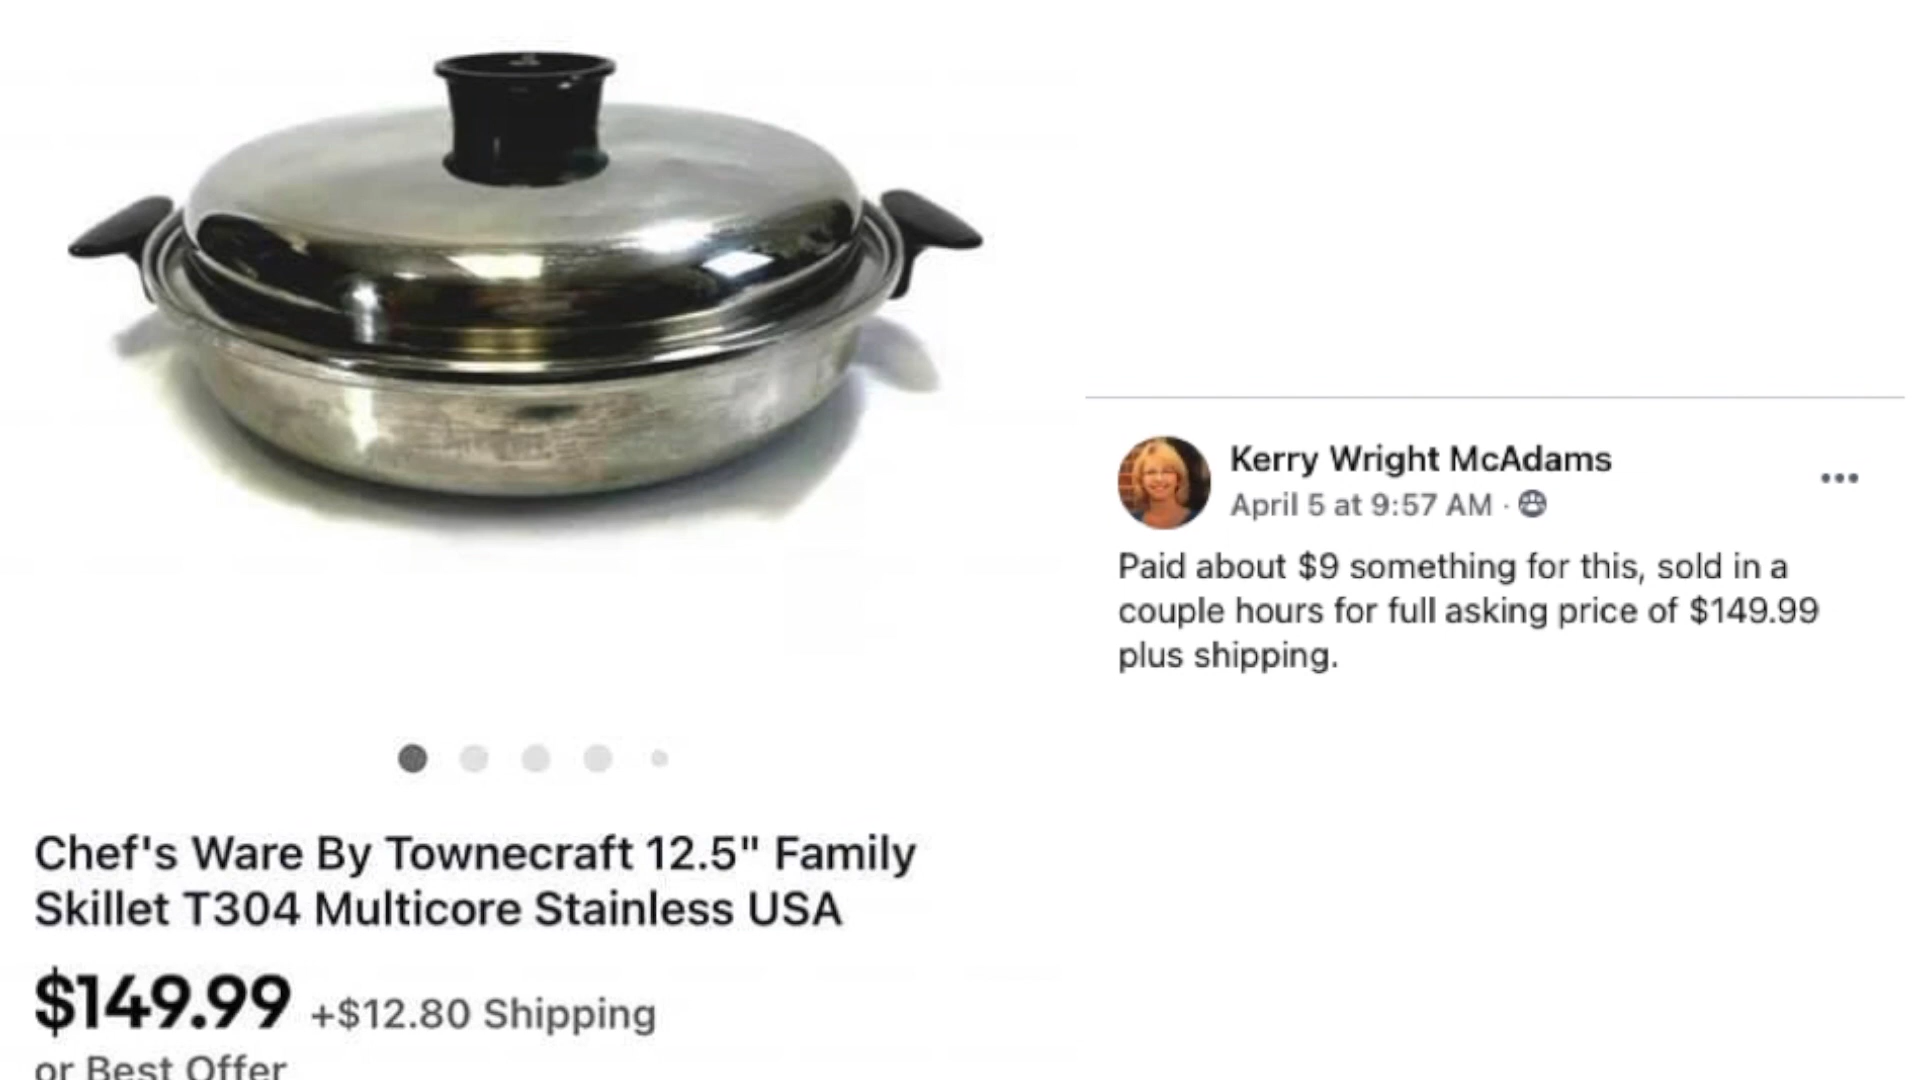 Chef's Ware By Townecraft 12.5" Family
Skillet T304 Multicore Stainless USA
$149.99 +$12.80 Shipping
or Best Offer
Kerry Wright McAdams
April 5 at 9:57 AM ·
Paid about $9 something for this, sold in a
couple hours for full asking price of $149.99
plus shipping.